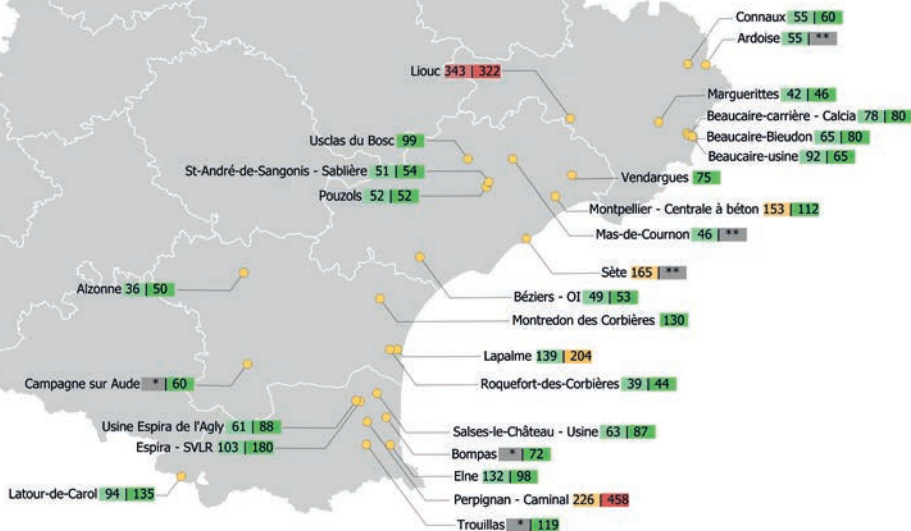 Connaux 55 | 60
Ardoise 55 | **
Liouc 343 | 322
Marguerittes 42 | 46
Beaucaire-carrière - Calcia 78 | 80
Usclas du Bosc 99
Beaucaire-Bieudon 65 | 80
Beaucaire-usine 92 | 65
St-André-de-Sangonis - Sablière 51 | 54
Vendargues 75
Pouzols 52 | 52
Montpellier - Centrale à béton 153 | 112
Mas-de-Cournon 46 | **
Sète 165 | **
Alzonne 36 | 50
Béziers - OI 49 | 53
Montredon des Corbières 130
Lapalme 139 | 204
Campagne sur Aude * | 60
Roquefort-des-Corbières 39 | 44
Usine Espira de l'Agly 61 | 88
Salses-le-Château - Usine 63 | 87
Espira - SVLR 103 | 180
Bompas * | 72
Elne 132 | 98
Latour-de-Carol 94 | 135
Perpignan - Caminal 226 | 458
Trouillas * | 119